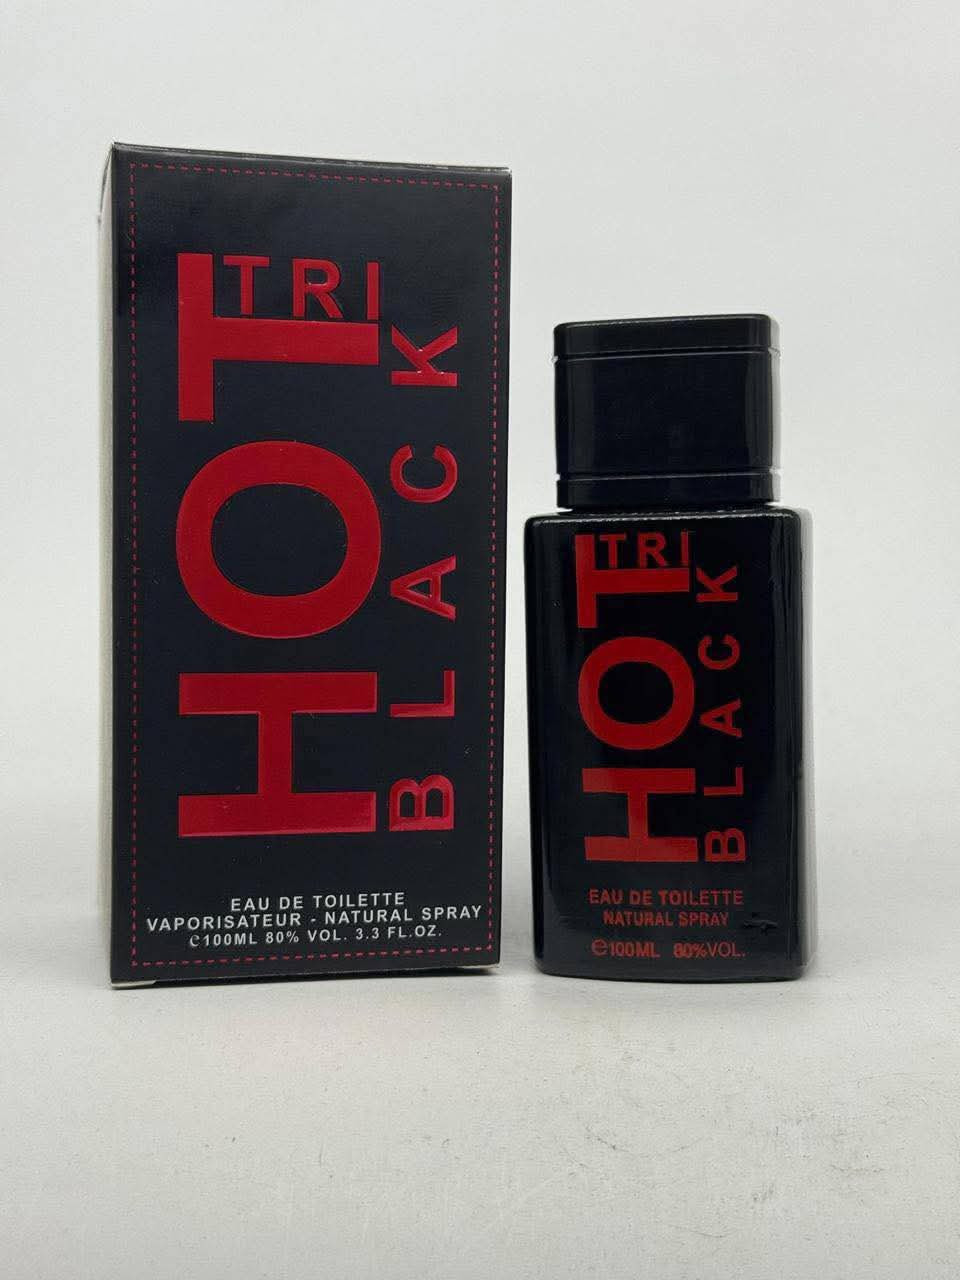 TRI
HOT
BLACK
EAU DE TOILETTE
VAPORISATEUR - NATURAL SPRAY
℮100ML 80% VOL. 3.3 FL.OZ.
TRI
HOT
BLACK
EAU DE TOILETTE
NATURAL SPRAY
℮100ML 80%VOL.